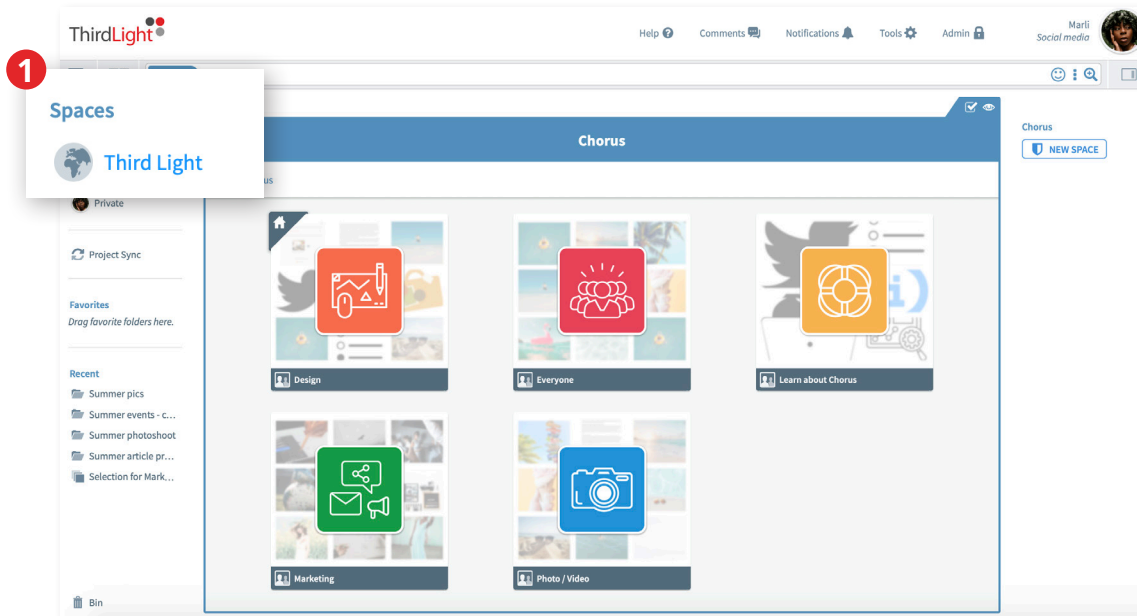 ThirdLight
Help
Comments
Notifications
Tools
Admin
Marli
Social media
1
Spaces
Third Light
Private
Project Sync
Favorites
Drag favorite folders here.
Recent
Summer pics
Summer events - c...
Summer photoshoot
Summer article pr...
Selection for Mark...
Bin
Chorus
us
Design
Everyone
Learn about Chorus
Marketing
Photo / Video
Chorus
NEW SPACE